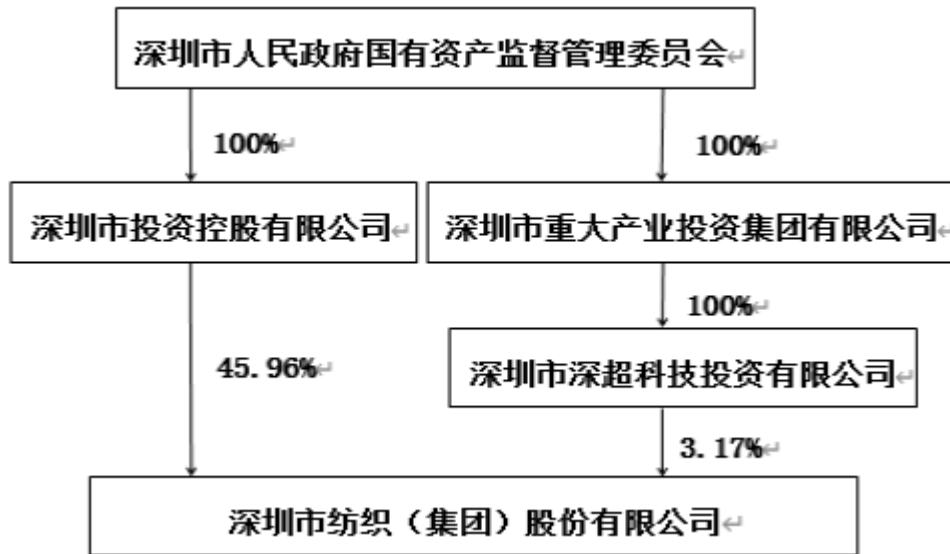 深圳市人民政府国有资产监督管理委员会
100%
100%
深圳市投资控股有限公司
深圳市重大产业投资集团有限公司
100%
45.96%
深圳市深超科技投资有限公司
3.17%
深圳市纺织（集团）股份有限公司